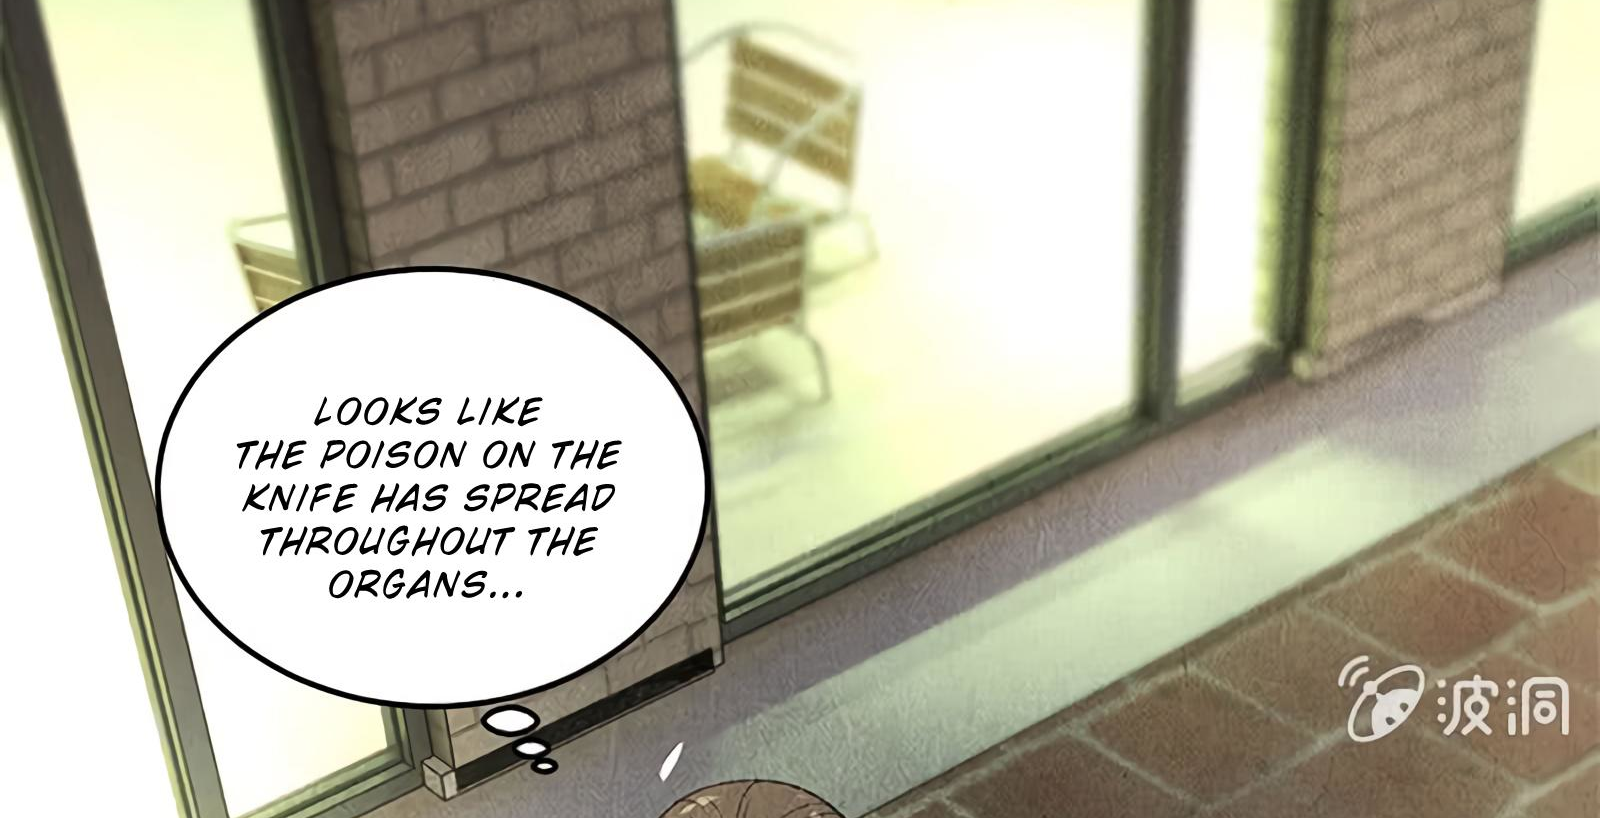 LOOKS LIKE
THE POISON ON THE
KNIFE HAS SPREAD
THROUGHOUT THE
ORGANS...
波洞